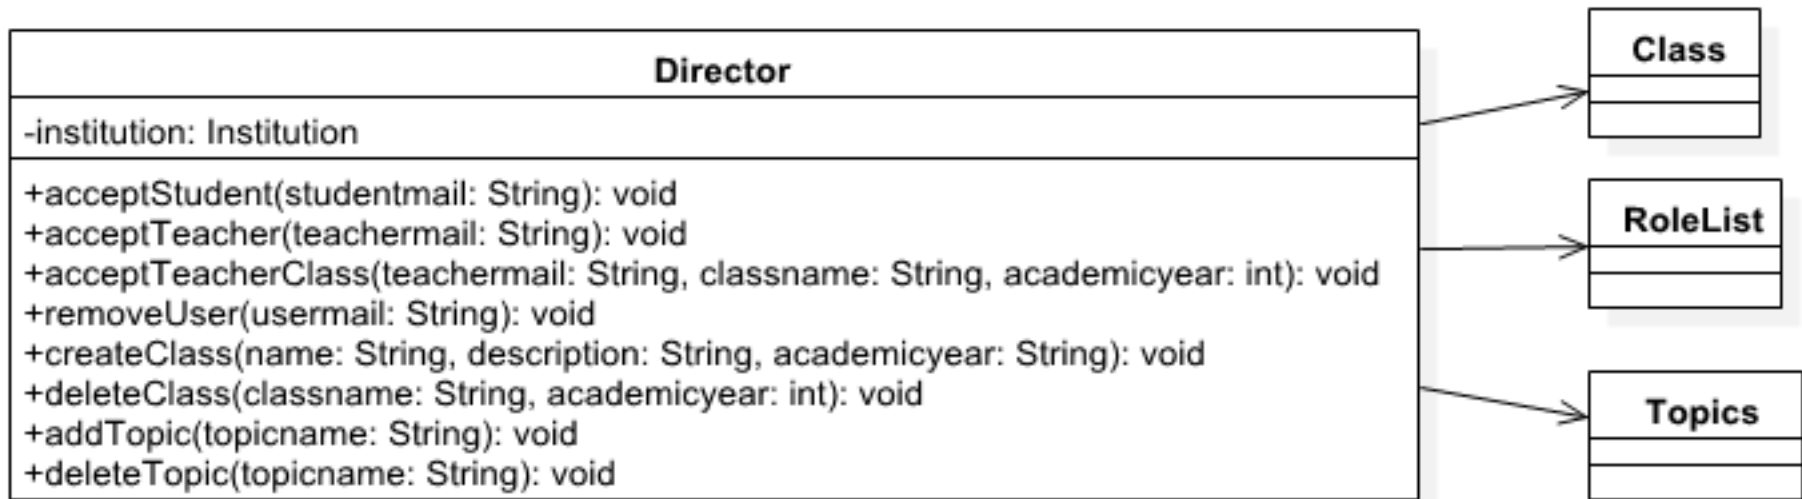 Director
-institution: Institution
+acceptStudent(studentmail: String): void
+acceptTeacher(teachermail: String): void
+acceptTeacherClass(teachermail: String, classname: String, academicyear: int): void
+removeUser(usermail: String): void
+createClass(name: String, description: String, academicyear: String): void
+deleteClass(classname: String, academicyear: int): void
+addTopic(topicname: String): void
+deleteTopic(topicname: String): void
Class
RoleList
Topics